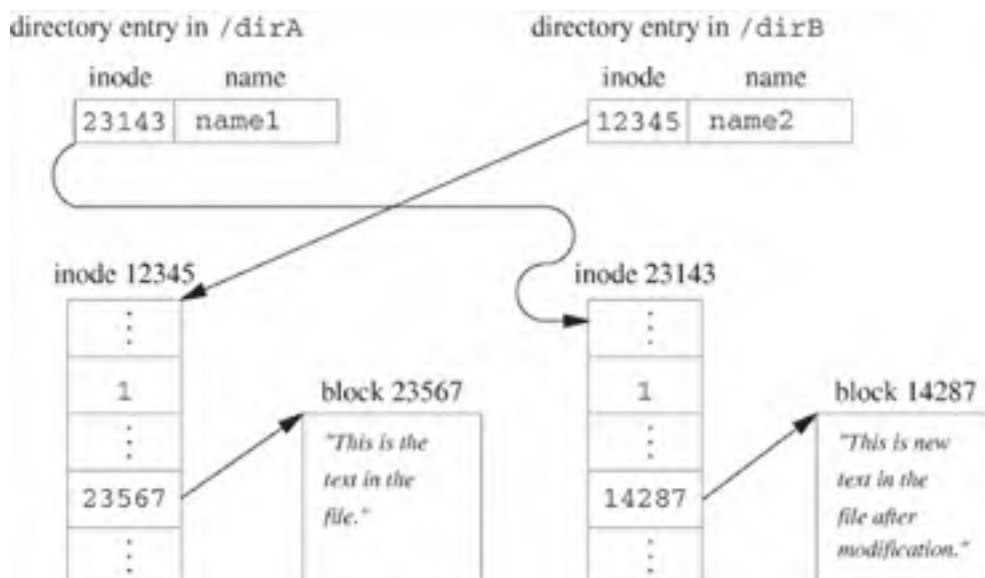 directory entry in /dirA
directory entry in /dirB
inode name
inode name
23143 name1
12345 name2
inode 12345
inode 23143
1
block 23567
1
block 14287
"This is the
text in the
file."
"This is new
text in the
file after
modification."
23567
14287